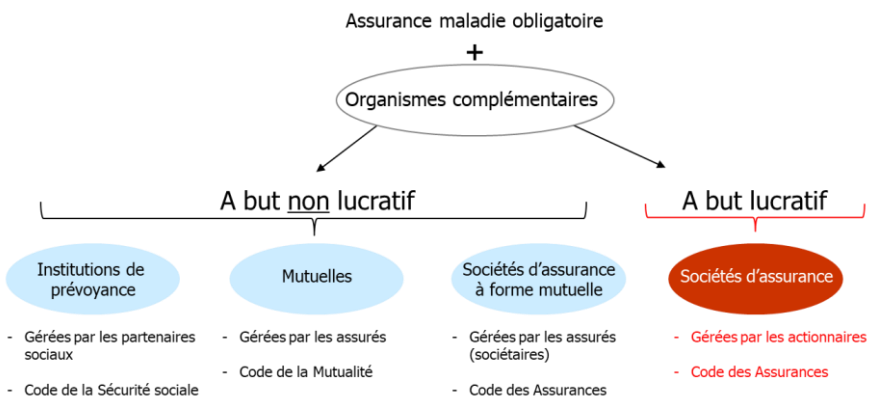 Assurance maladie obligatoire
+
Organismes complémentaires
A but non lucratif
A but lucratif
Institutions de
prévoyance
Mutuelles
Sociétés d'assurance
à forme mutuelle
Sociétés d'assurance
- Gérées par les partenaires
sociaux
- Code de la Sécurité sociale
- Gérées par les assurés
- Code de la Mutualité
- Gérées par les assurés
(sociétaires)
- Code des Assurances
- Gérées par les actionnaires
- Code des Assurances